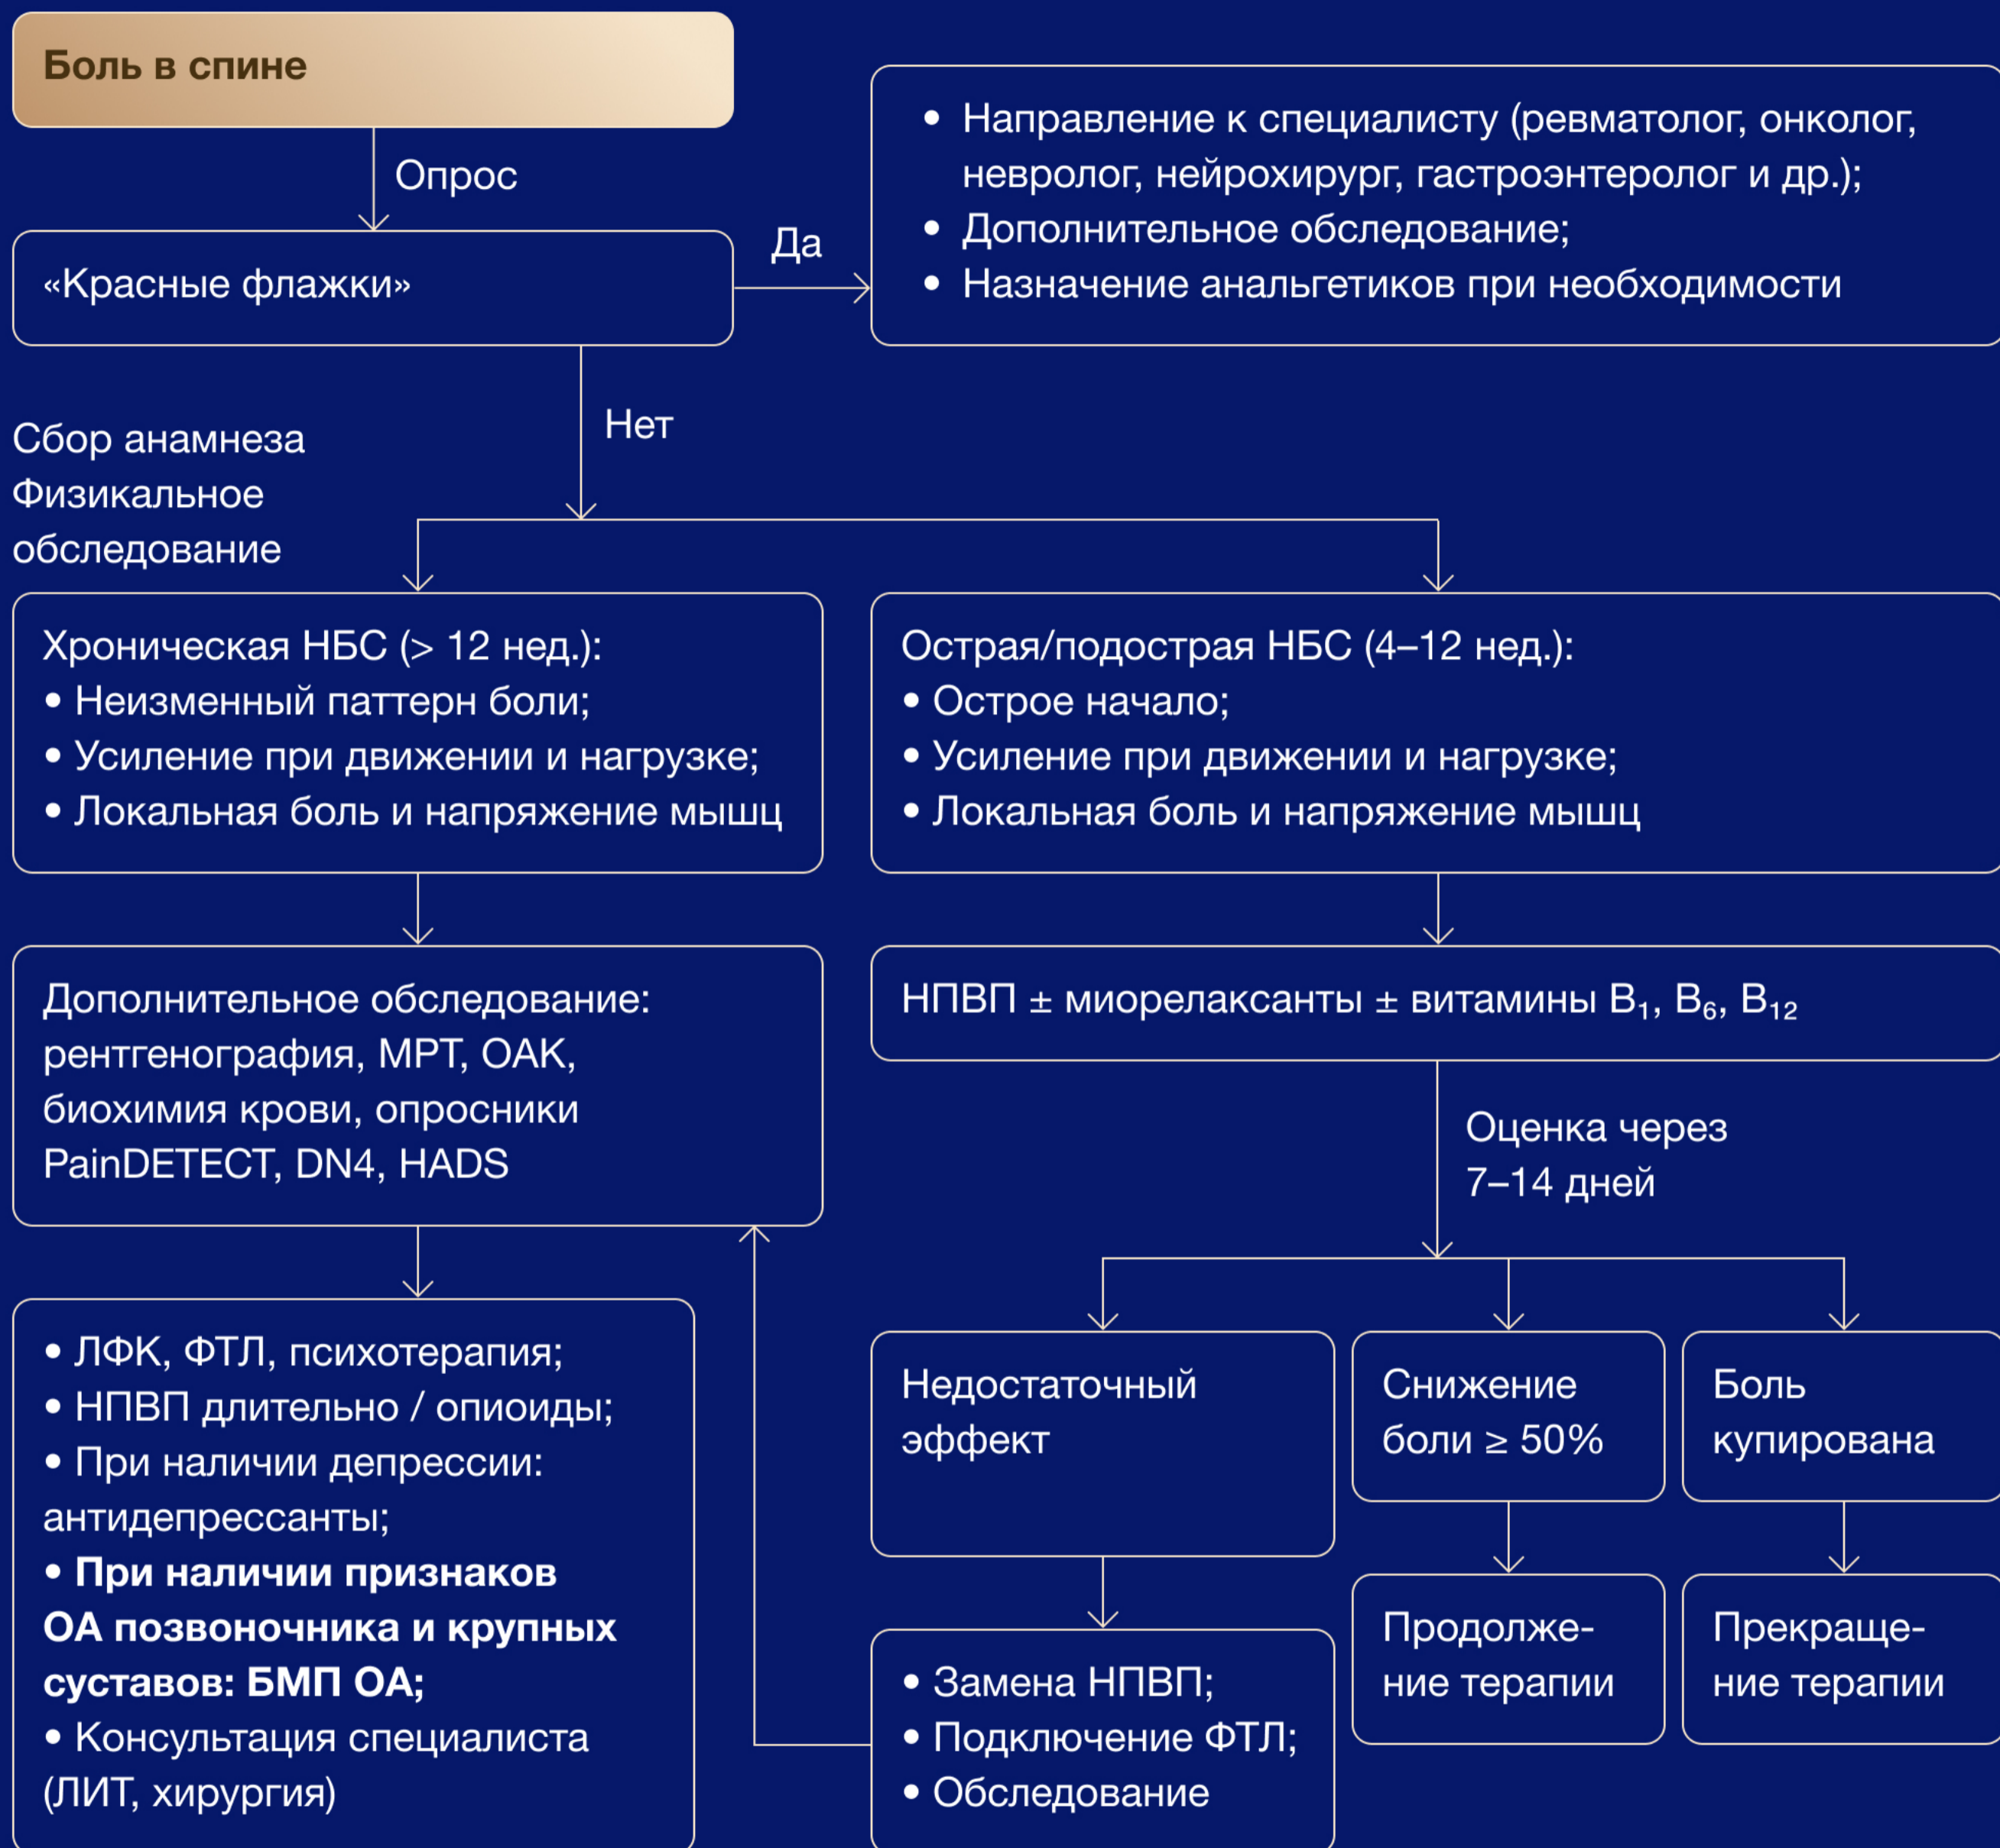 Боль в спине
Опрос
«Красные флажки»
Да
• Направление к специалисту (ревматолог, онколог,
невролог, нейрохирург, гастроэнтеролог и др.);
• Дополнительное обследование;
• Назначение анальгетиков при необходимости
Нет
Сбор анамнеза
Физикальное
обследование
Хроническая НБС (> 12 нед.):
• Неизменный паттерн боли;
• Усиление при движении и нагрузке;
• Локальная боль и напряжение мышц
Острая/подострая НБС (4–12 нед.):
• Острое начало;
• Усиление при движении и нагрузке;
• Локальная боль и напряжение мышц
Дополнительное обследование:
рентгенография, МРТ, ОАК,
биохимия крови, опросники
PainDETECT, DN4, HADS
НПВП ± миорелаксанты ± витамины B₁, B₆, B₁₂
Оценка через
7–14 дней
• ЛФК, ФТЛ, психотерапия;
• НПВП длительно / опиоиды;
• При наличии депрессии:
антидепрессанты;
• При наличии признаков
ОА позвоночника и крупных
суставов: БМП ОА;
• Консультация специалиста
(ЛИТ, хирургия)
Недостаточный
эффект
Снижение
боли ≥ 50%
Боль
купирована
• Замена НПВП;
• Подключение ФТЛ;
• Обследование
Продолже-
ние терапии
Прекраще-
ние терапии